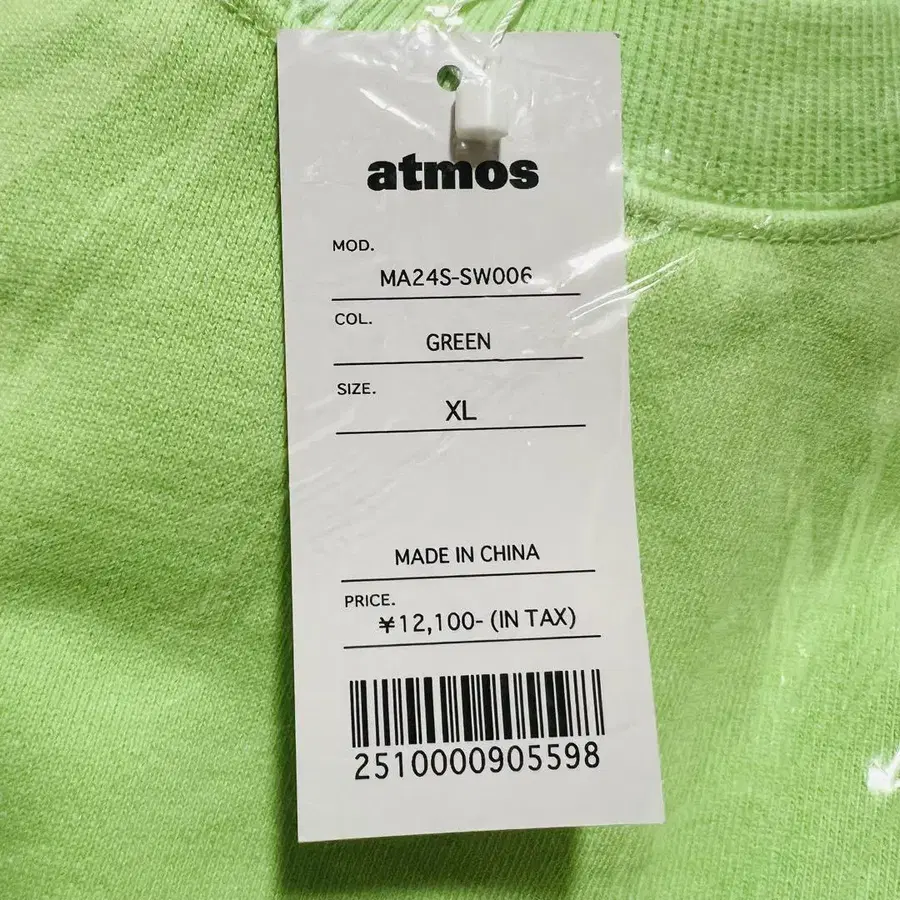 atmos
MOD.
MA24S-SW006
COL.
GREEN
SIZE.
XL
MADE IN CHINA
PRICE.
¥12,100- (IN TAX)
2510000905598